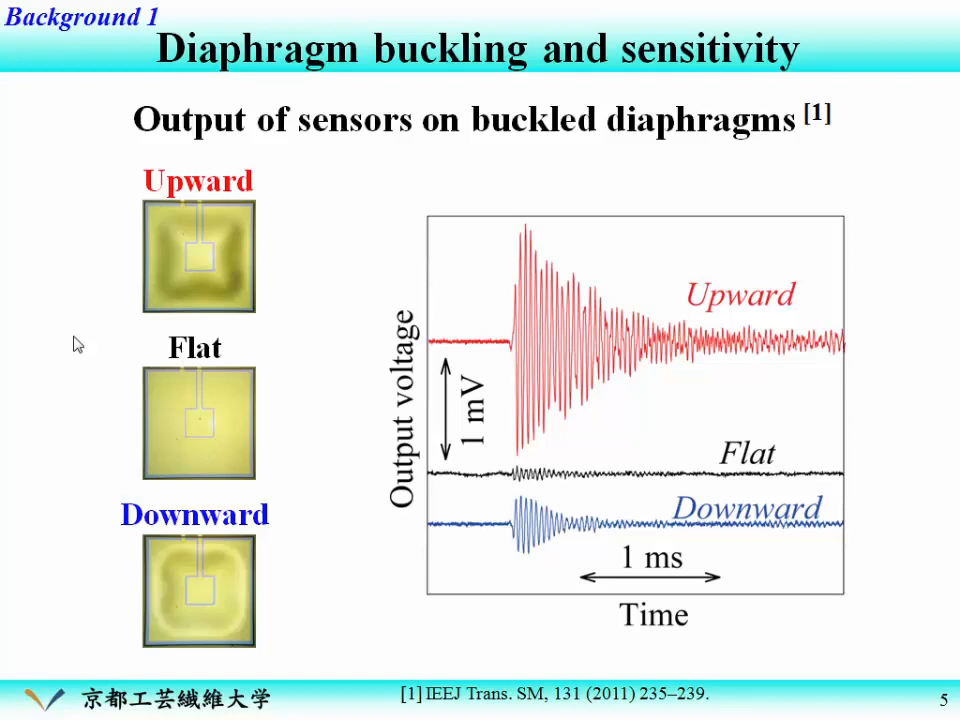 Background 1
Diaphragm buckling and sensitivity
Output of sensors on buckled diaphragms [1]
Upward
Flat
Downward
Output voltage
1 mV
Upward
Flat
Downward
1 ms
Time
京都工芸繊維大学
[1] IEEJ Trans. SM, 131 (2011) 235–239.
5